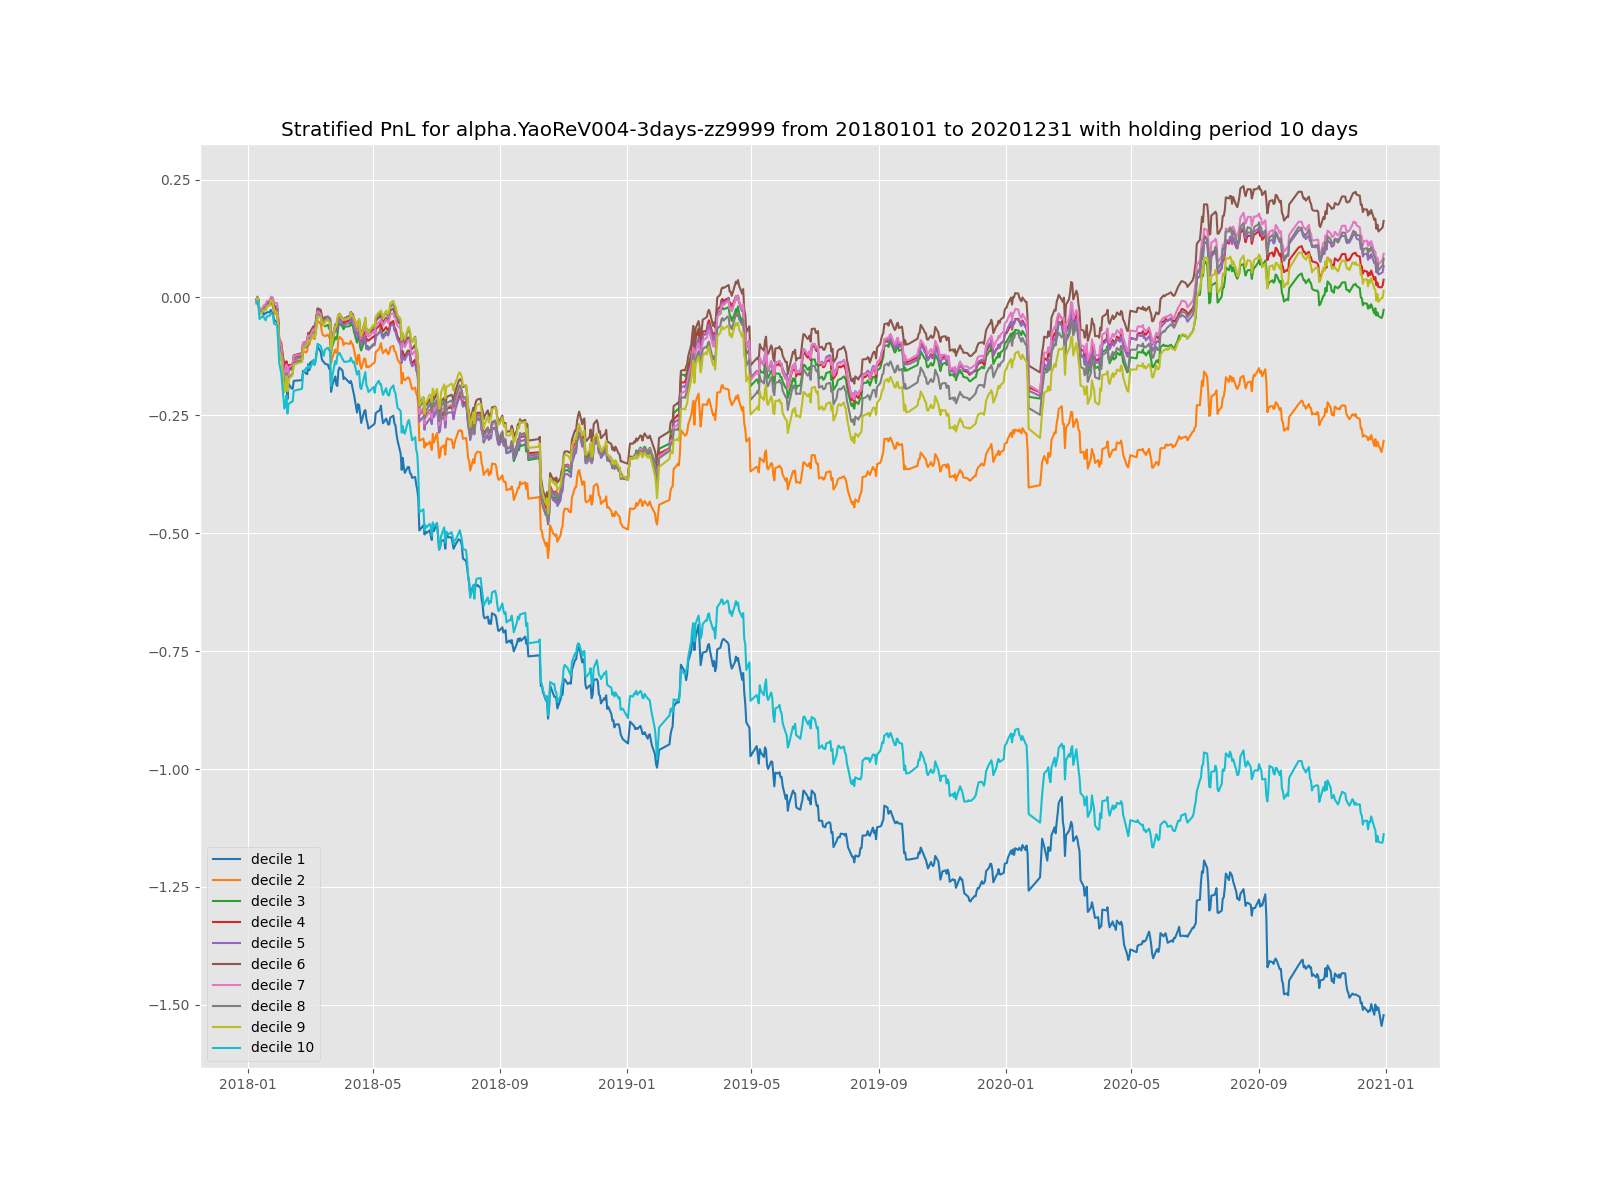 Stratified PnL for alpha.YaoReV004-3days-zz9999 from 20180101 to 20201231 with holding period 10 days
0.25
0.00
−0.25
−0.50
−0.75
−1.00
−1.25
−1.50
decile 1
decile 2
decile 3
decile 4
decile 5
decile 6
decile 7
decile 8
decile 9
decile 10
2018-01 2018-05 2018-09 2019-01 2019-05 2019-09 2020-01 2020-05 2020-09 2021-01